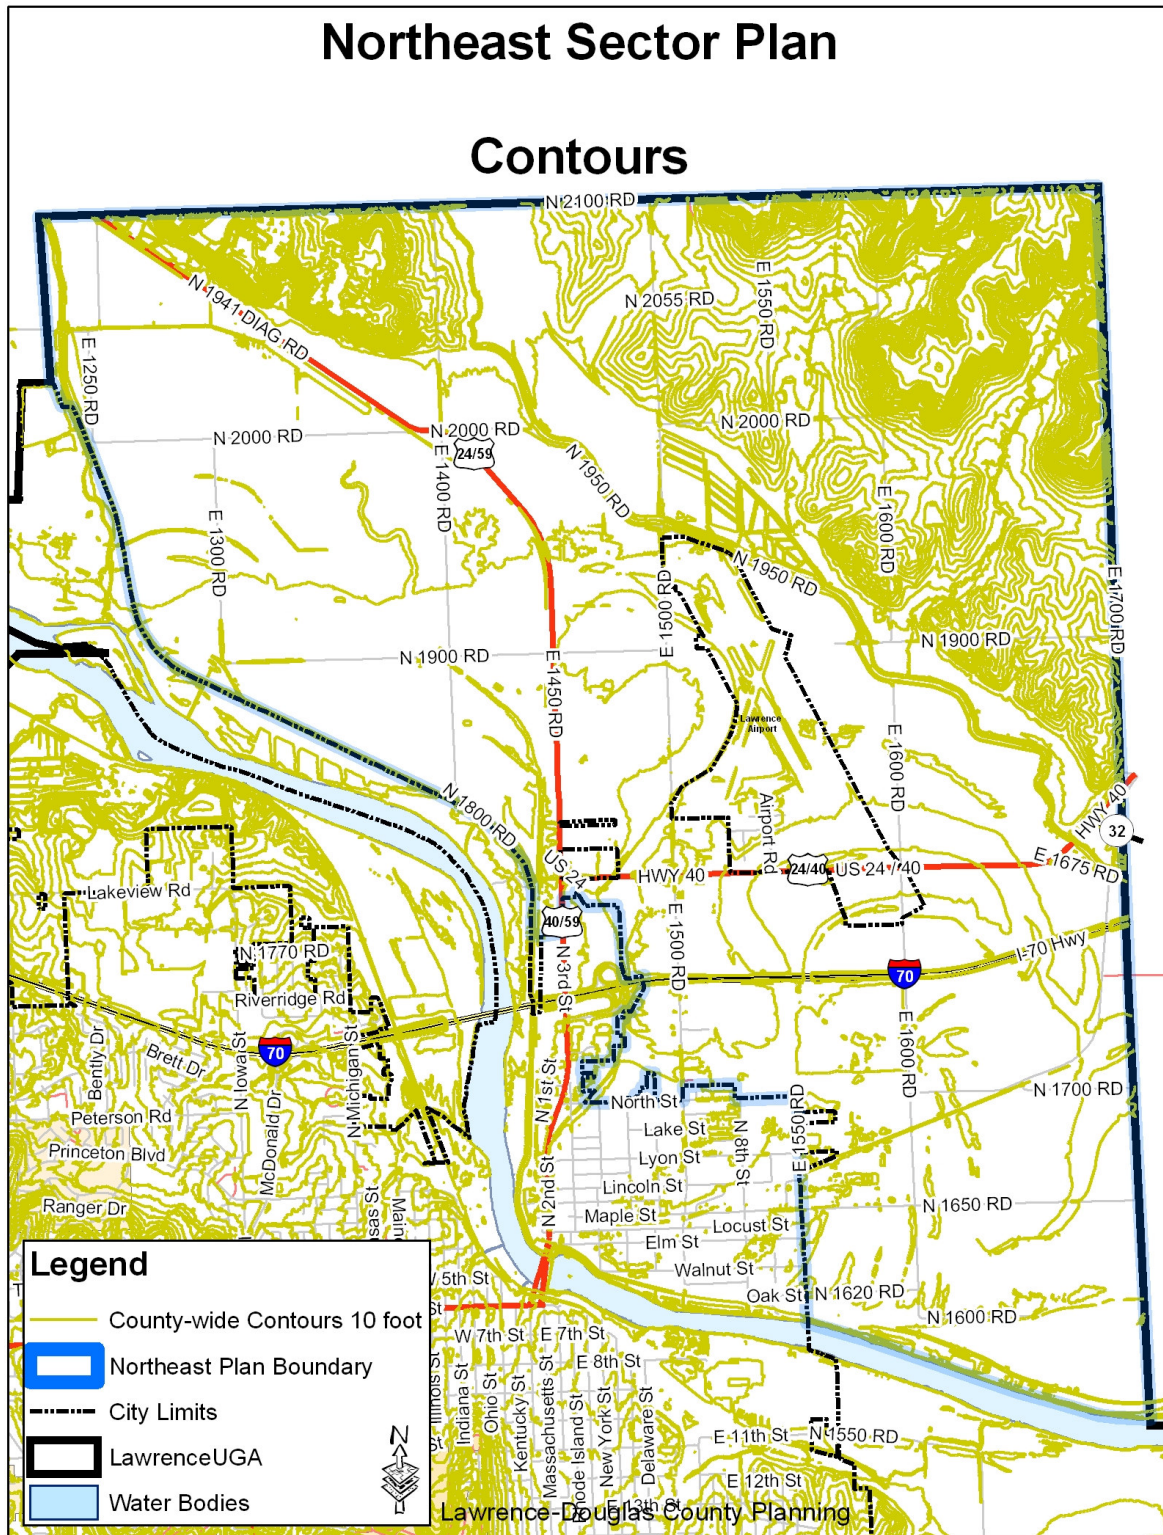 Northeast Sector Plan
Contours
N 2100 RD
N 1941 DIAG RD
N 2055 RD
E 1550 RD
E 1250 RD
N 2000 RD
N 2000 RD
N 2000 RD
24/59
E 1400 RD
N 1950 RD
E 1300 RD
E 1600 RD
N 1950 RD
E 1500 RD
E 1700 RD
N 1900 RD
N 1900 RD
E 1450 RD
Lawrence
Airport
E 1600 RD
N 1800 RD
Airport Rd
HWY 40
32
US 24
HWY 40
24/40
US 24 / 40
E 1675 RD
Lakeview Rd
40/59
E 1500 RD
N 3rd St
I-70 Hwy
N 1770 RD
70
Riverridge Rd
70
Bently Dr
Brett Dr
N Iowa St
N Michigan St
E 1600 RD
N 1st St
N 1700 RD
McDonald Dr
North St
E 1550 RD
Peterson Rd
Lake St
N 8th St
Princeton Blvd
Lyon St
Lincoln St
N 2nd St
Ranger Dr
Maple St
Locust St
N 1650 RD
Elm St
Walnut St
Oak St
N 1620 RD
N 1600 RD
Legend
County-wide Contours 10 foot
Northeast Plan Boundary
City Limits
LawrenceUGA
Water Bodies
N
5th St
W 7th St
E 7th St
E 8th St
Illinois St
Indiana St
Ohio St
Kentucky St
Massachusetts St
New York St
Delaware St
E 11th St
N 1550 RD
E 12th St
E 13th St
Lawrence-Douglas County Planning